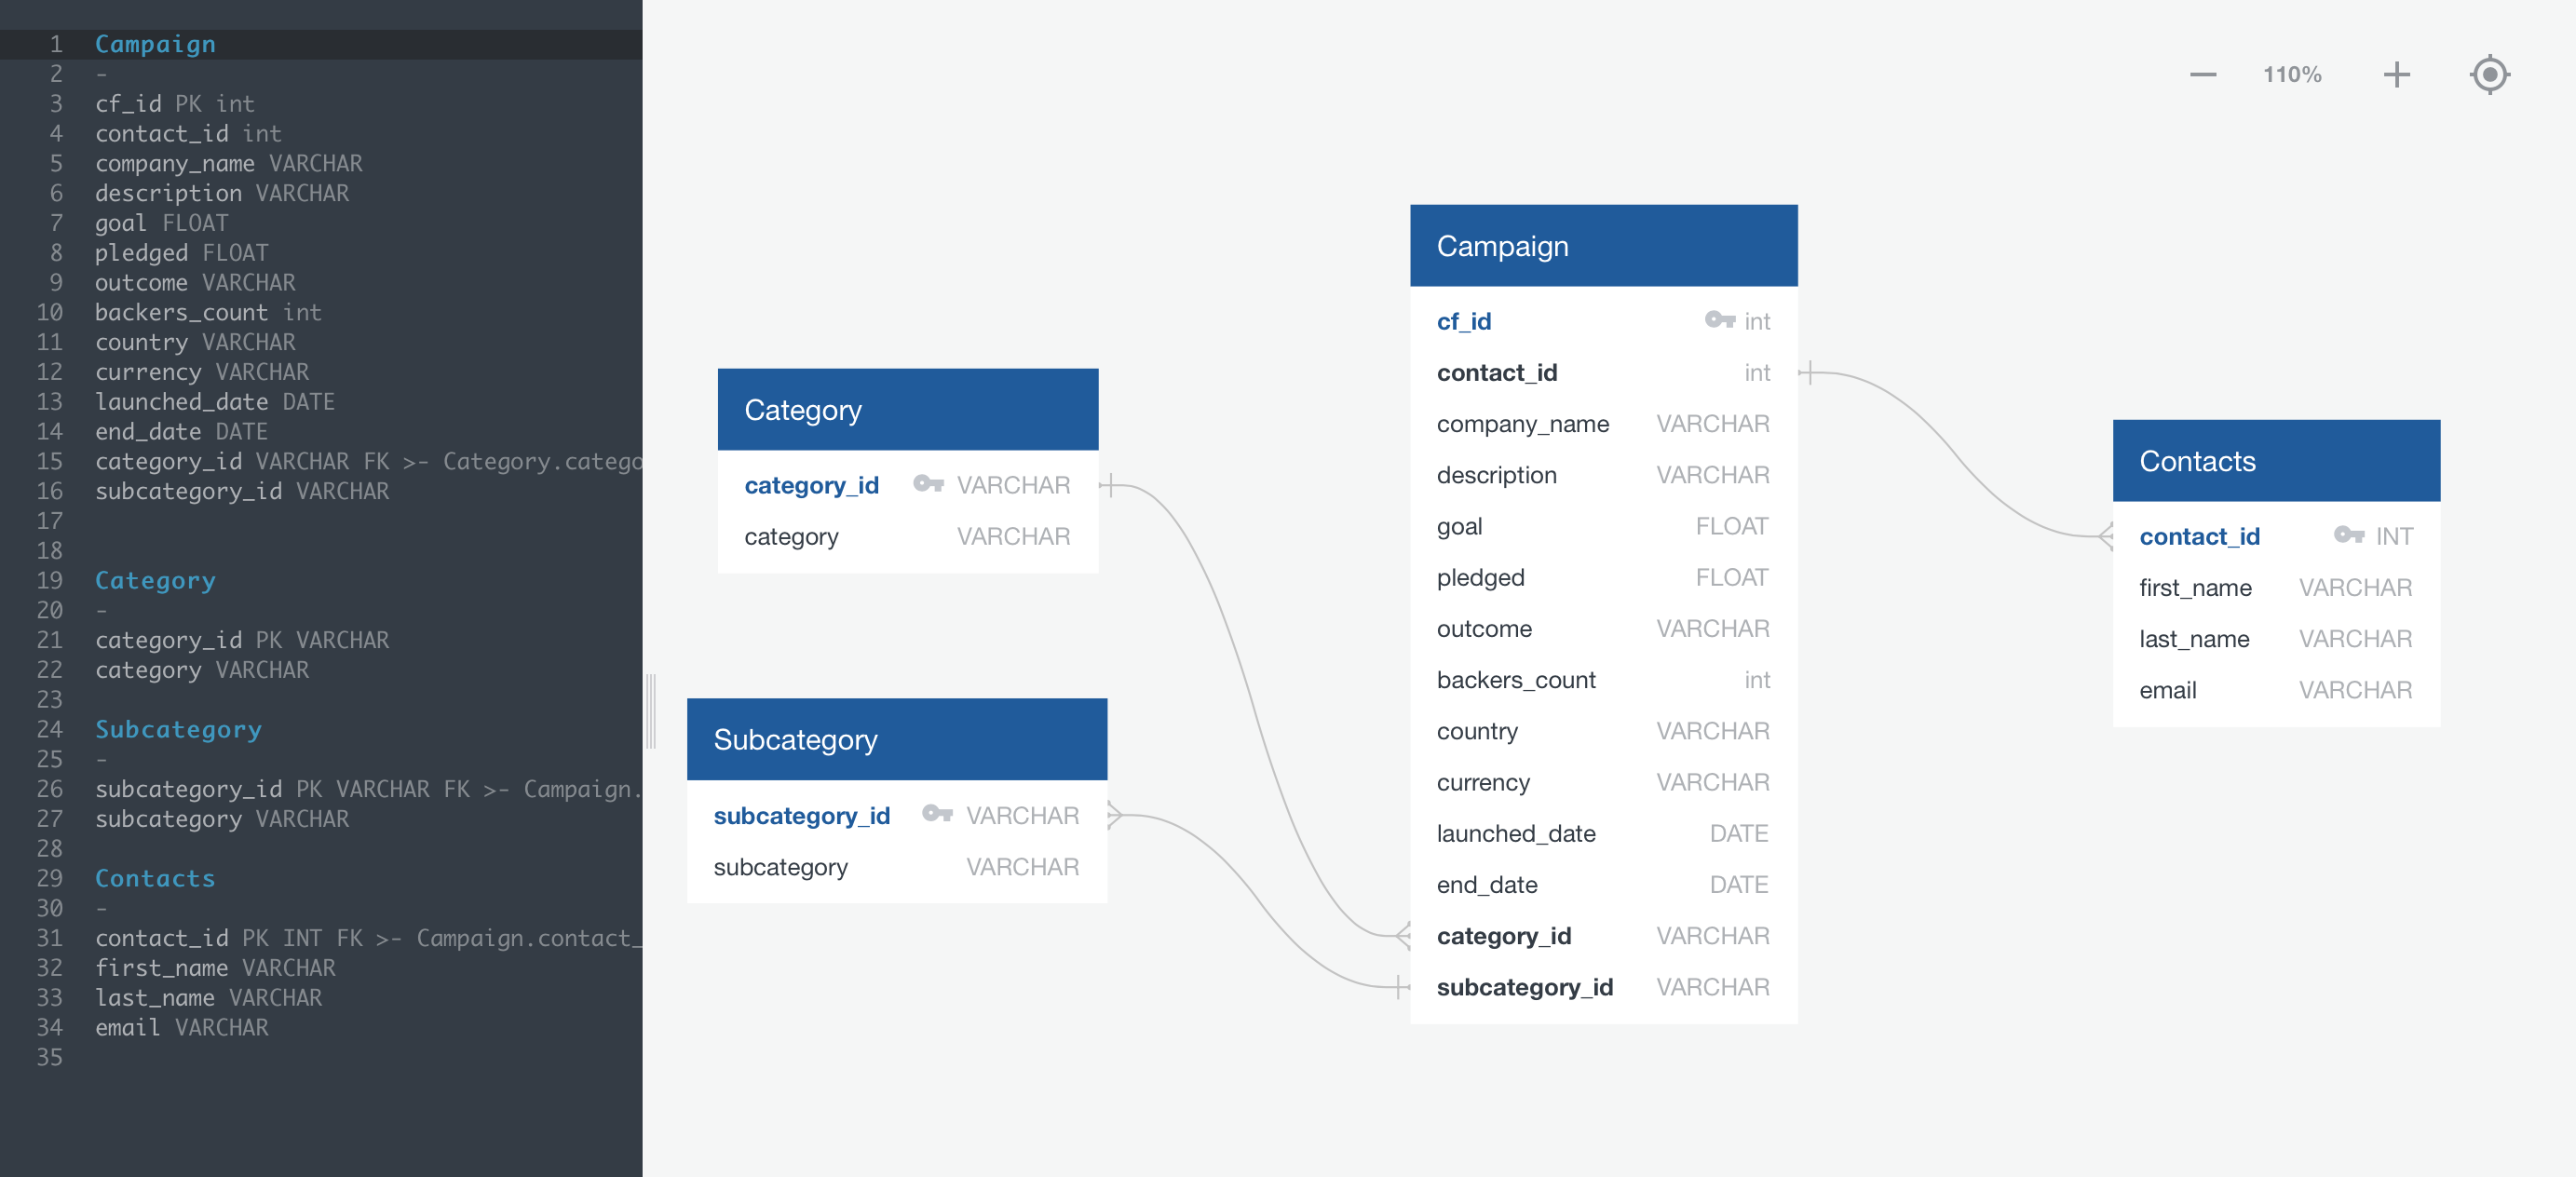 1 Campaign
2 -
3 cf_id PK int
4 contact_id int
5 company_name VARCHAR
6 description VARCHAR
7 goal FLOAT
8 pledged FLOAT
9 outcome VARCHAR
10 backers_count int
11 country VARCHAR
12 currency VARCHAR
13 launched_date DATE
14 end_date DATE
15 category_id VARCHAR FK >- Category.catego
16 subcategory_id VARCHAR
17
18
19 Category
20 -
21 category_id PK VARCHAR
22 category VARCHAR
23
24 Subcategory
25 -
26 subcategory_id PK VARCHAR FK >- Campaign.
27 subcategory VARCHAR
28
29 Contacts
30 -
31 contact_id PK INT FK >- Campaign.contact_
32 first_name VARCHAR
33 last_name VARCHAR
34 email VARCHAR
35
110%
Category
category_id VARCHAR
category VARCHAR
Subcategory
subcategory_id VARCHAR
subcategory VARCHAR
Campaign
cf_id int
contact_id int
company_name VARCHAR
description VARCHAR
goal FLOAT
pledged FLOAT
outcome VARCHAR
backers_count int
country VARCHAR
currency VARCHAR
launched_date DATE
end_date DATE
category_id VARCHAR
subcategory_id VARCHAR
Contacts
contact_id INT
first_name VARCHAR
last_name VARCHAR
email VARCHAR